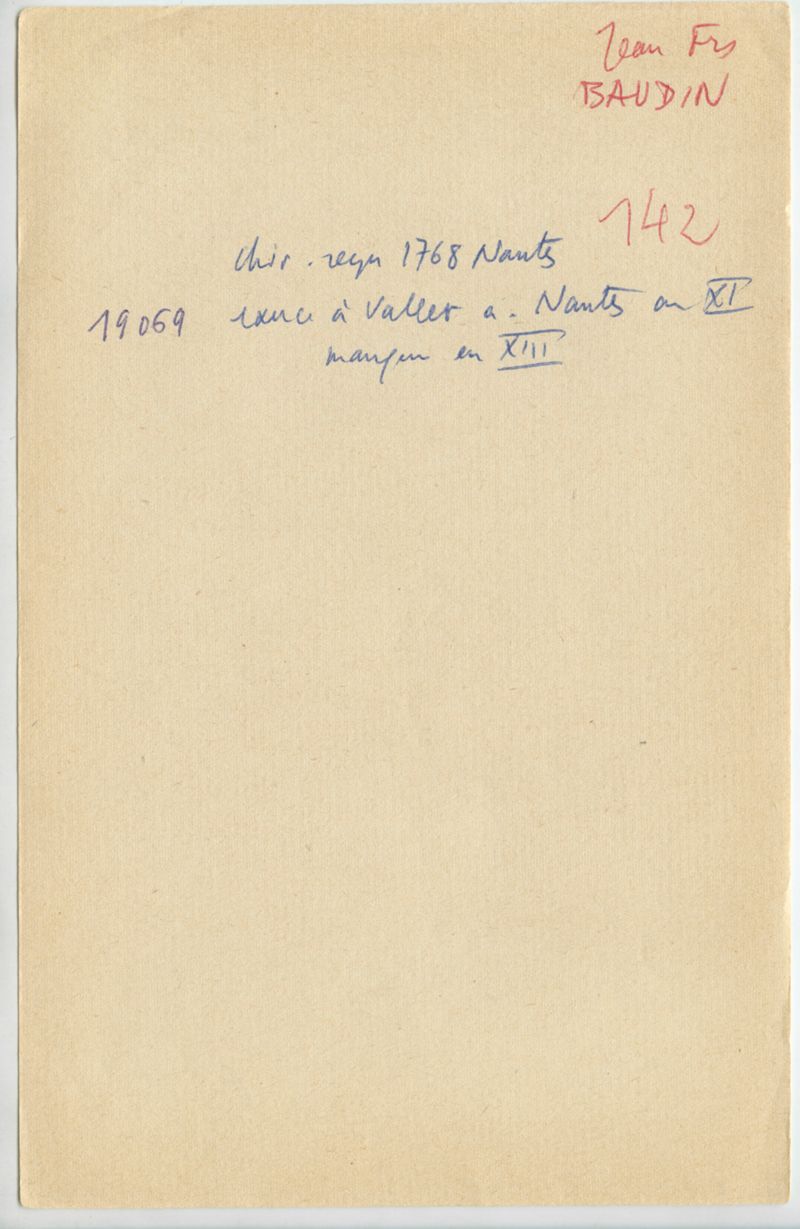 Jean Frs
BAUDIN
142
chir. reçu 1768 Nantes
19069 exerce à Vallet a. Nantes an XI
manque en XIII